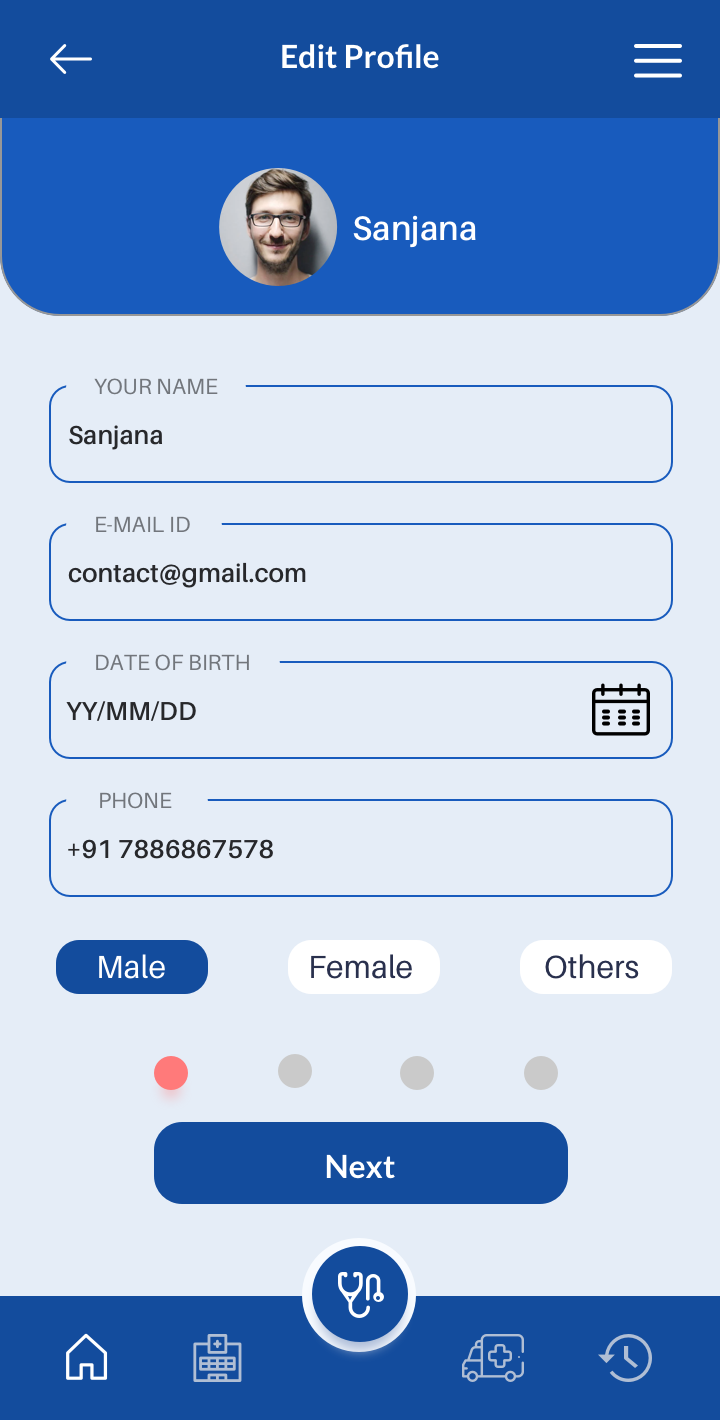 Edit Profile
Sanjana
YOUR NAME
Sanjana
E-MAIL ID
contact@gmail.com
DATE OF BIRTH
YY/MM/DD
PHONE
+91 7886867578
Male Female Others
Next